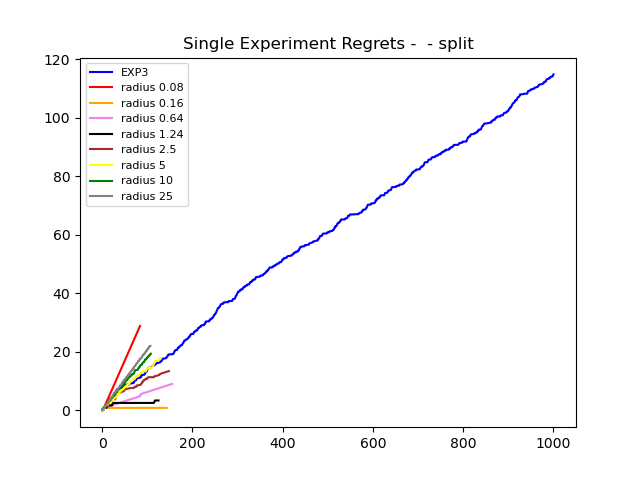 Single Experiment Regrets -  - split
120
100
80
60
40
20
0
EXP3
radius 0.08
radius 0.16
radius 0.64
radius 1.24
radius 2.5
radius 5
radius 10
radius 25
0 200 400 600 800 1000